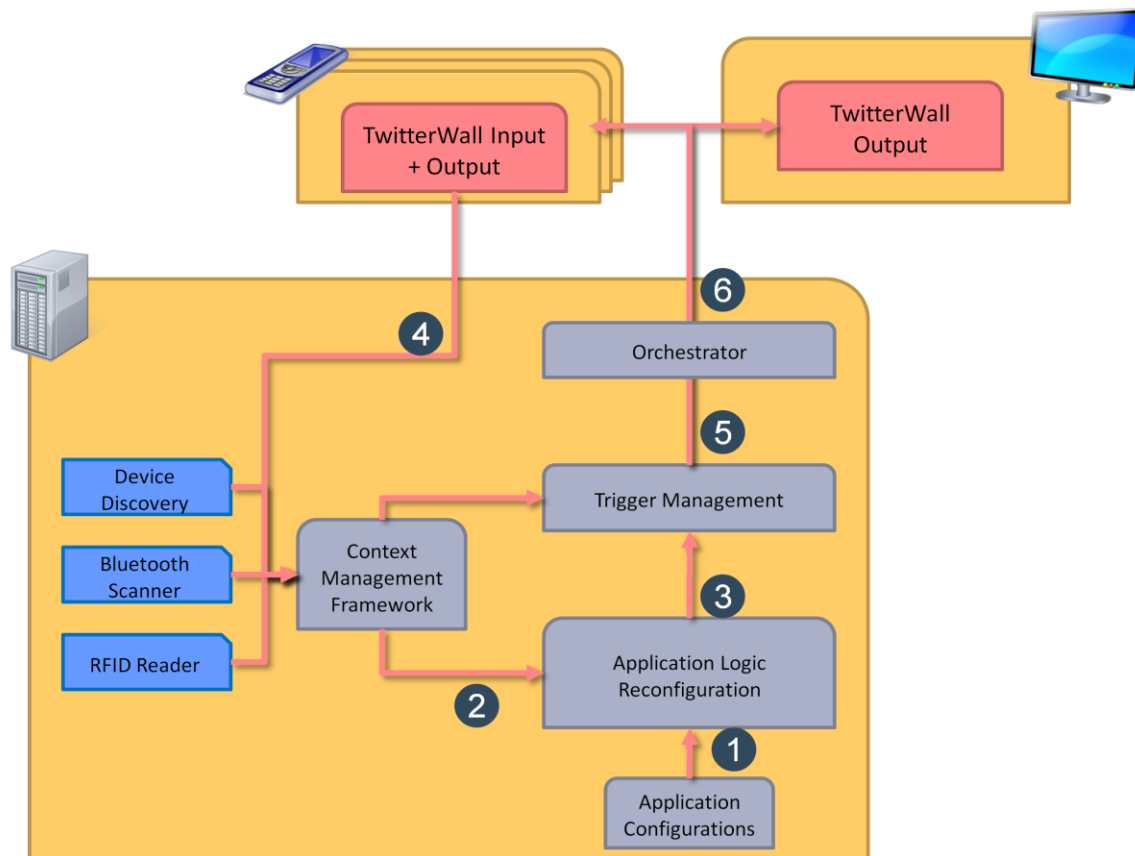 TwitterWall Input
+ Output
TwitterWall
Output
6
4
Orchestrator
5
Device
Discovery
Trigger Management
Context
Management
Framework
Bluetooth
Scanner
3
RFID Reader
Application Logic
Reconfiguration
2
1
Application
Configurations